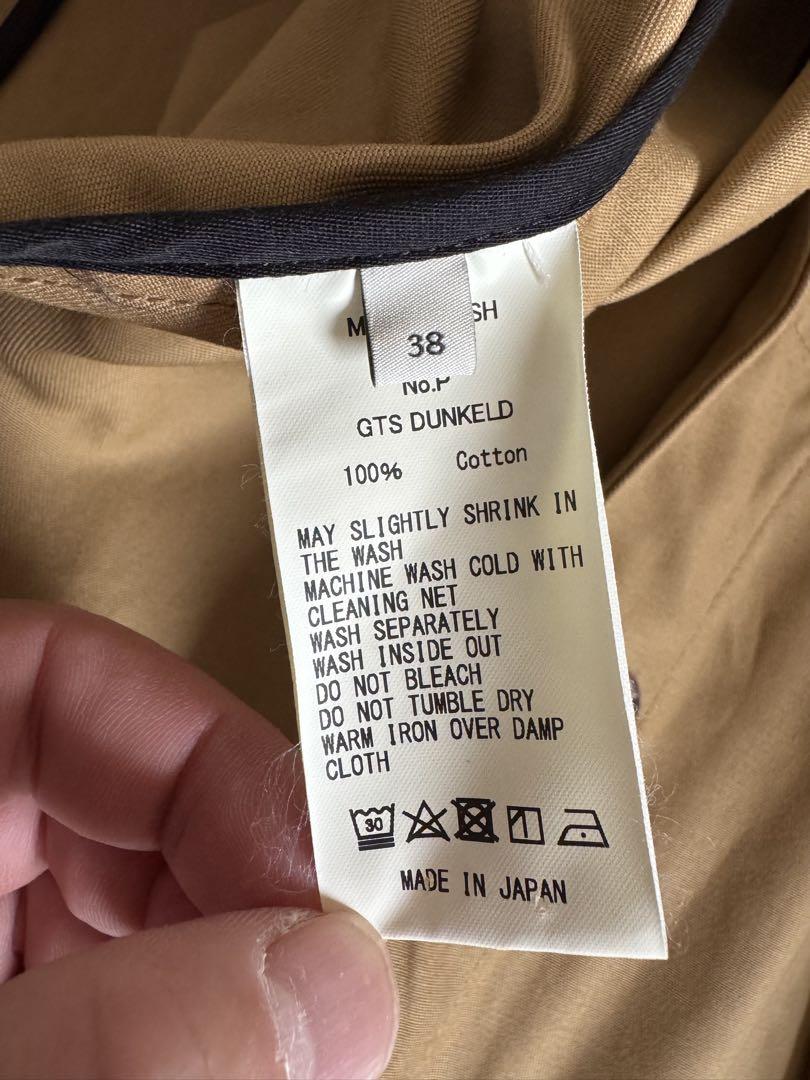 38
No.P
GTS DUNKELD
100% Cotton
MAY SLIGHTLY SHRINK IN
THE WASH
MACHINE WASH COLD WITH
CLEANING NET
WASH SEPARATELY
WASH INSIDE OUT
DO NOT BLEACH
DO NOT TUMBLE DRY
WARM IRON OVER DAMP
CLOTH
30
MADE IN JAPAN